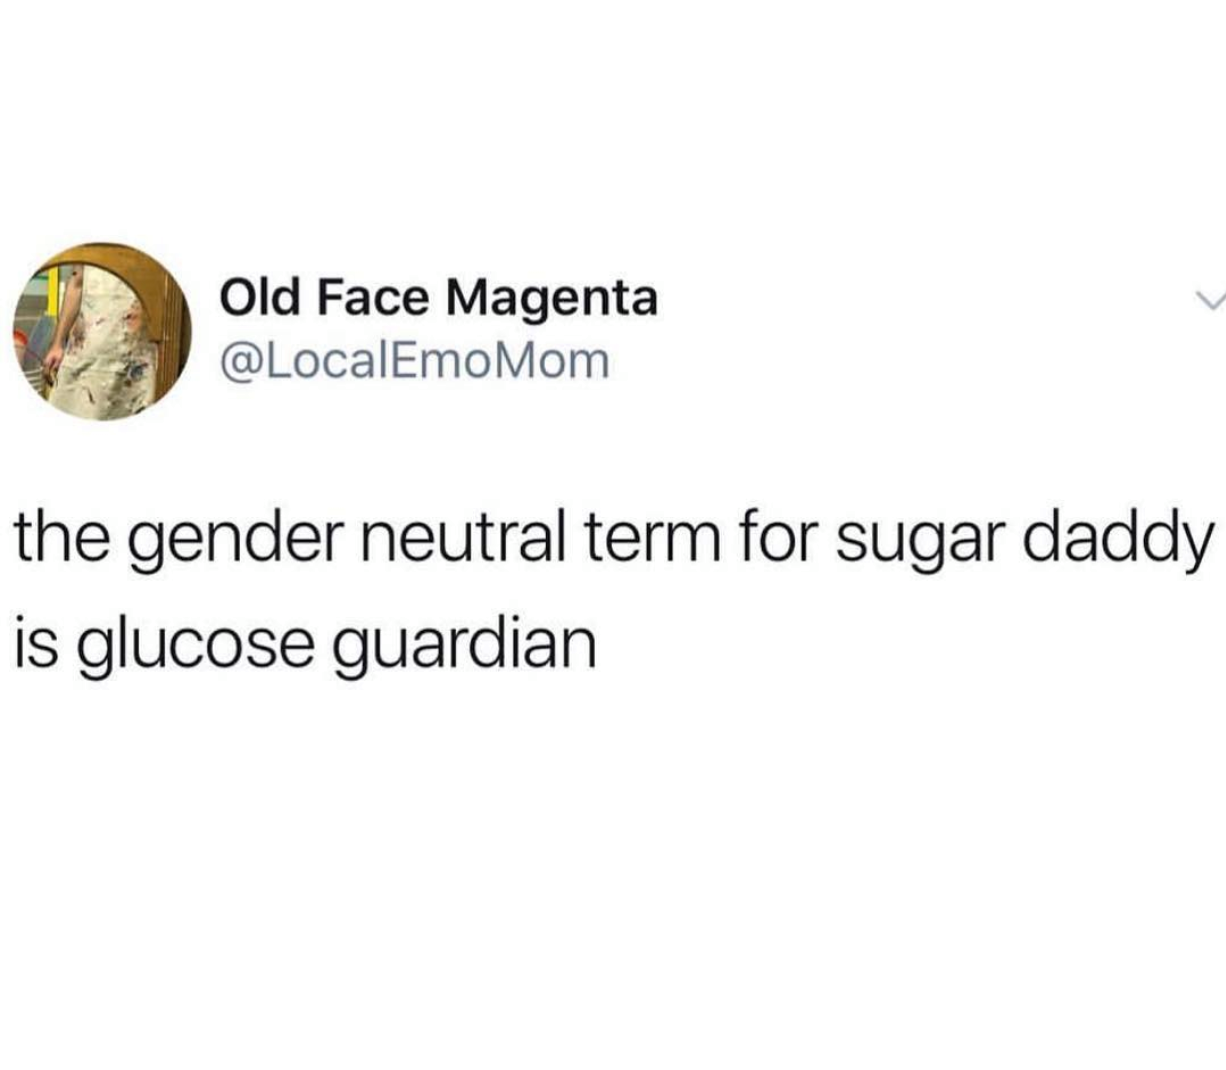 Old Face Magenta
@LocalEmoMom
the gender neutral term for sugar daddy
is glucose guardian